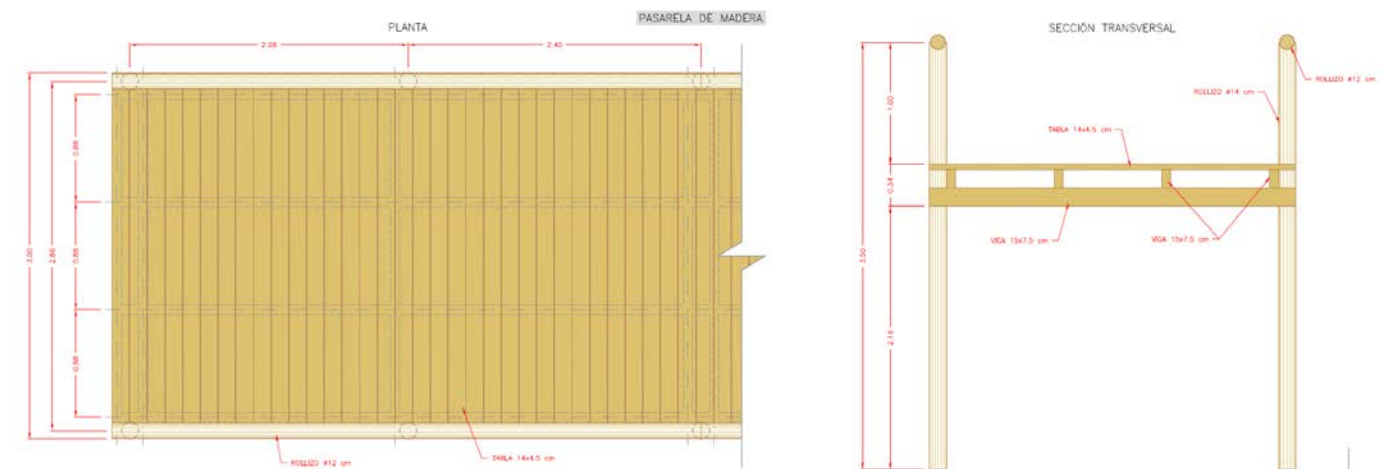 PASARELA DE MADERA
PLANTA
2.28
2.40
3.00
2.86
0.88
0.88
0.88
ROLLIZO #12 cm
TABLA 14x4.5 cm
SECCIÓN TRANSVERSAL
ROLLIZO #12 cm
ROLLIZO #14 cm
TABLA 14x4.5 cm
1.00
0.34
3.50
2.16
VIGA 15x7.5 cm
VIGA 15x7.5 cm